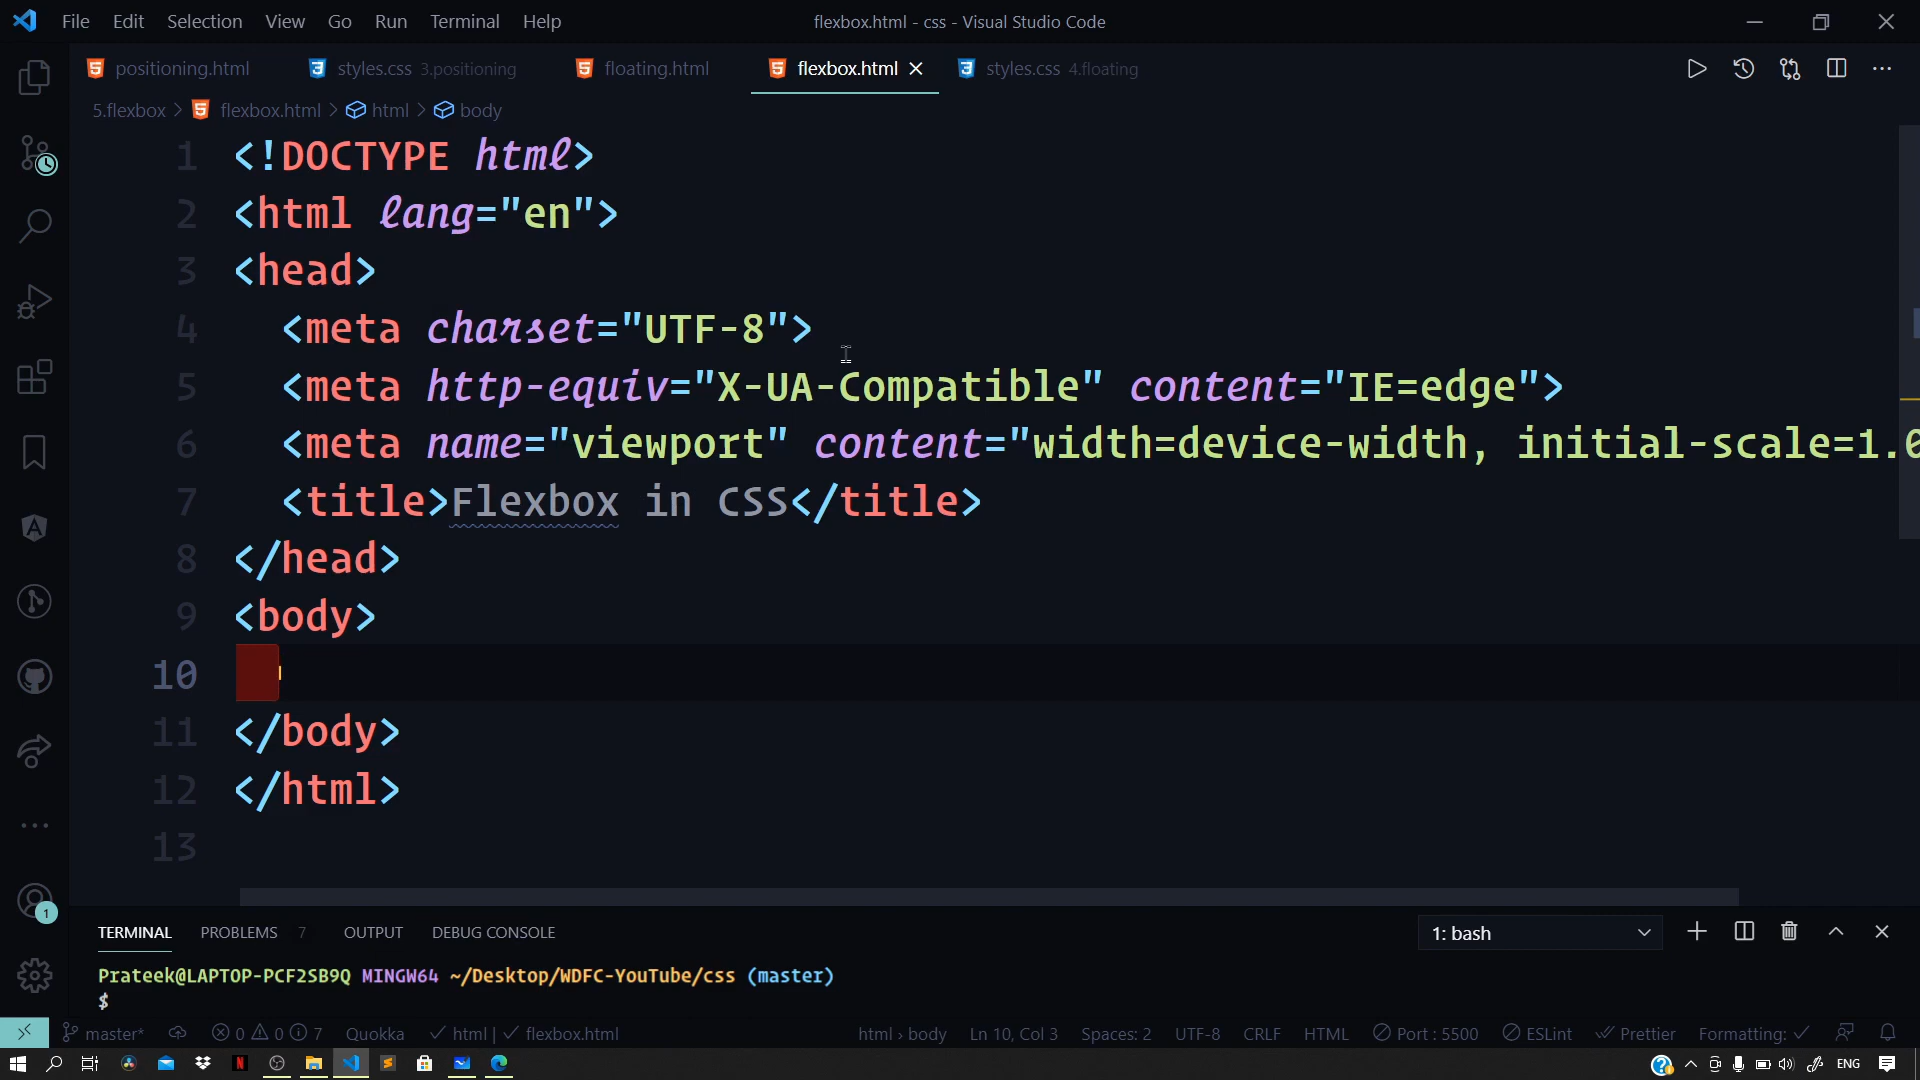 File Edit Selection View Go Run Terminal Help flexbox.html - css - Visual Studio Code
positioning.html styles.css 3.positioning floating.html flexbox.html styles.css 4.floating
5.flexbox > flexbox.html > html > body
1 <!DOCTYPE html>
2 <html lang="en">
3 <head>
4 <meta charset="UTF-8">
5 <meta http-equiv="X-UA-Compatible" content="IE=edge">
6 <meta name="viewport" content="width=device-width, initial-scale=1.0
7 <title>Flexbox in CSS</title>
8 </head>
9 <body>
10
11 </body>
12 </html>
13
TERMINAL PROBLEMS 7 OUTPUT DEBUG CONSOLE 1: bash
Prateek@LAPTOP-PCF2SB9Q MINGW64 ~/Desktop/WDFC-YouTube/css (master)
$
master* 0 0 7 Quokka html | flexbox.html html > body Ln 10, Col 3 Spaces: 2 UTF-8 CRLF HTML Port : 5500 ESLint Prettier Formatting:
ENG
1